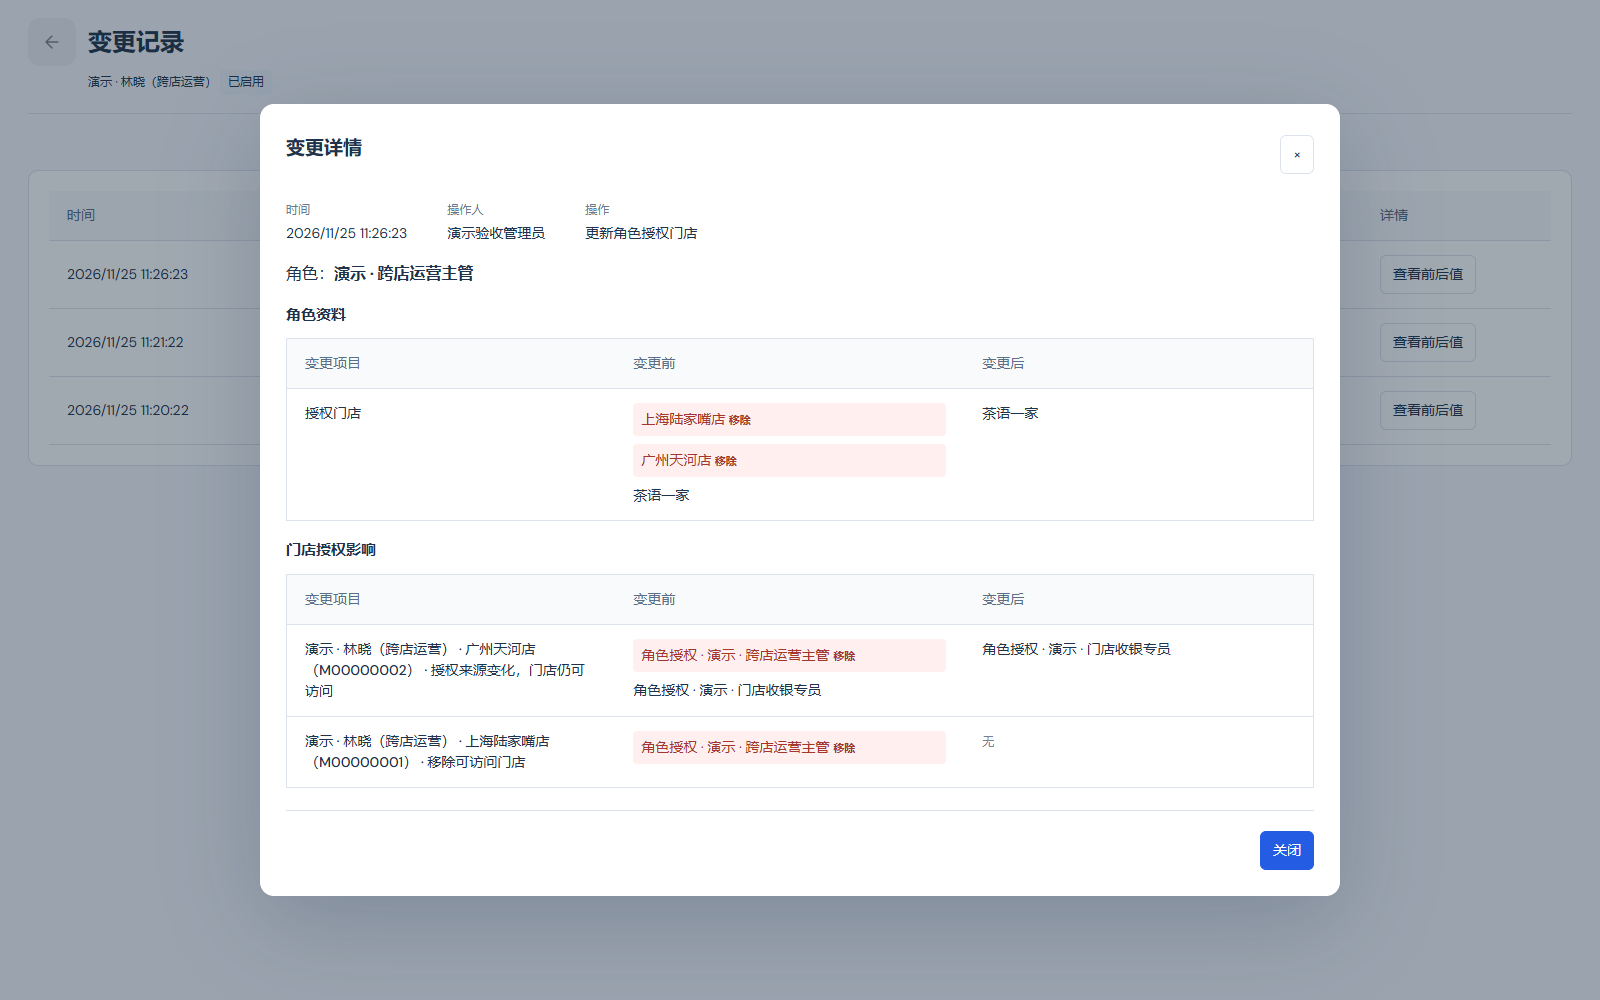 变更记录
演示 · 林晓（跨店运营） 已启用
时间 详情
2026/11/25 11:26:23 查看前后值
2026/11/25 11:21:22 查看前后值
2026/11/25 11:20:22 查看前后值
变更详情
×
时间 操作人 操作
2026/11/25 11:26:23 演示验收管理员 更新角色授权门店
角色：演示 · 跨店运营主管
角色资料
变更项目 变更前 变更后
授权门店 上海陆家嘴店 移除 茶语一家
广州天河店 移除
茶语一家
门店授权影响
变更项目 变更前 变更后
演示 · 林晓（跨店运营） · 广州天河店
（M00000002） · 授权来源变化，门店仍可
访问
角色授权 · 演示 · 跨店运营主管 移除
角色授权 · 演示 · 门店收银专员
角色授权 · 演示 · 门店收银专员
演示 · 林晓（跨店运营） · 上海陆家嘴店
（M00000001） · 移除可访问门店
角色授权 · 演示 · 跨店运营主管 移除
无
关闭